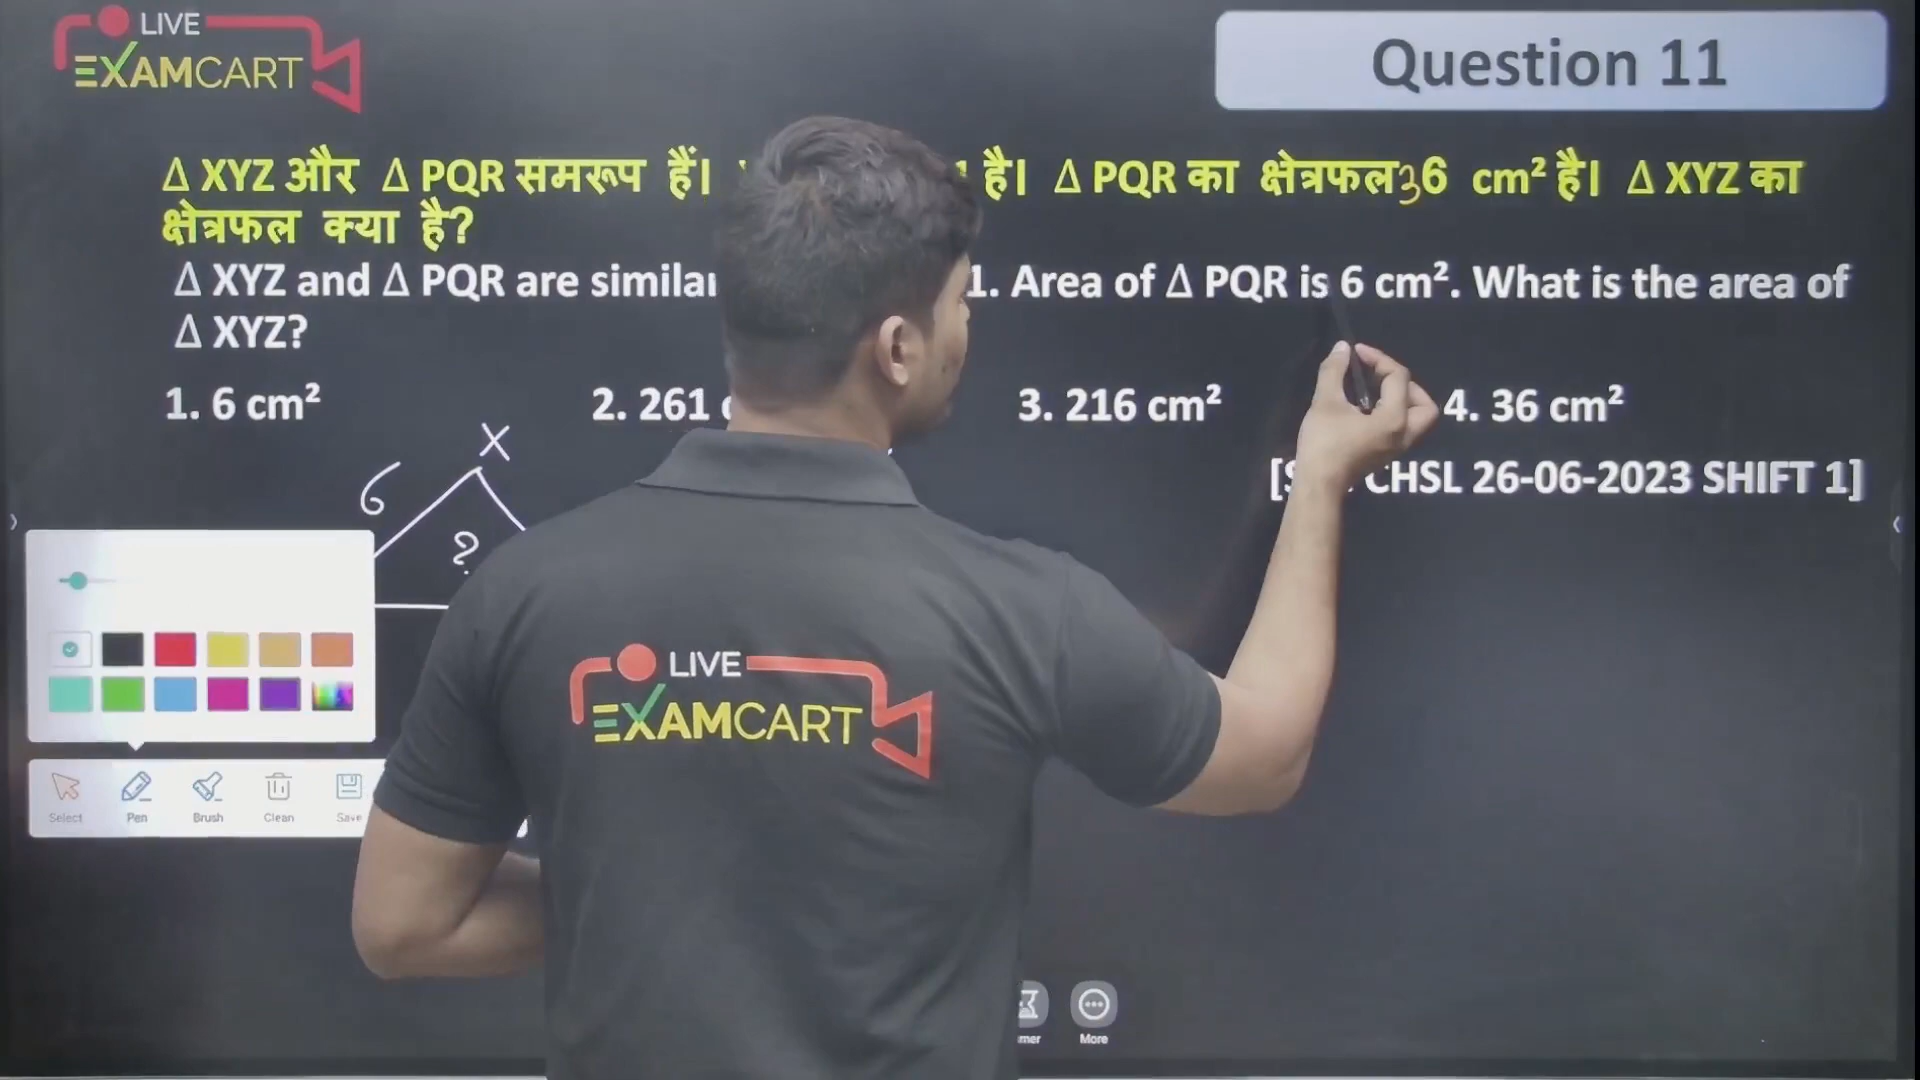 LIVE
EXAMCART
Question 11
Δ XYZ और Δ PQR समरूप हैं। 1 है। Δ PQR का क्षेत्रफल 36 cm² है। Δ XYZ का
क्षेत्रफल क्या है?
Δ XYZ and Δ PQR are similar 1. Area of Δ PQR is 6 cm². What is the area of
Δ XYZ?
1. 6 cm² 2. 261 3. 216 cm² 4. 36 cm²
CHSL 26-06-2023 SHIFT 1]
X
6
?
LIVE
EXAMCART
Select Pen Brush Clean Save
More